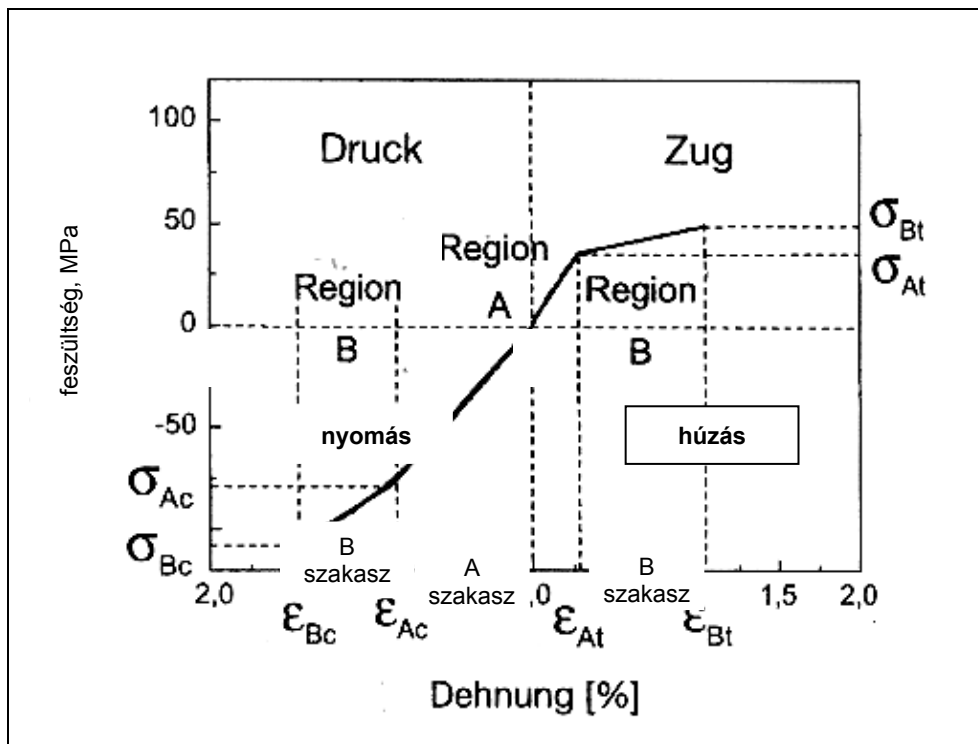 100
50
0
-50
feszültség, MPa
Druck
Zug
Region
A
Region
B
Region
B
σBt
σAt
nyomás
húzás
σAc
σBc
B
szakasz
A
szakasz
B
szakasz
2,0
,0
1,5
2,0
εBc
εAc
εAt
εBt
Dehnung [%]